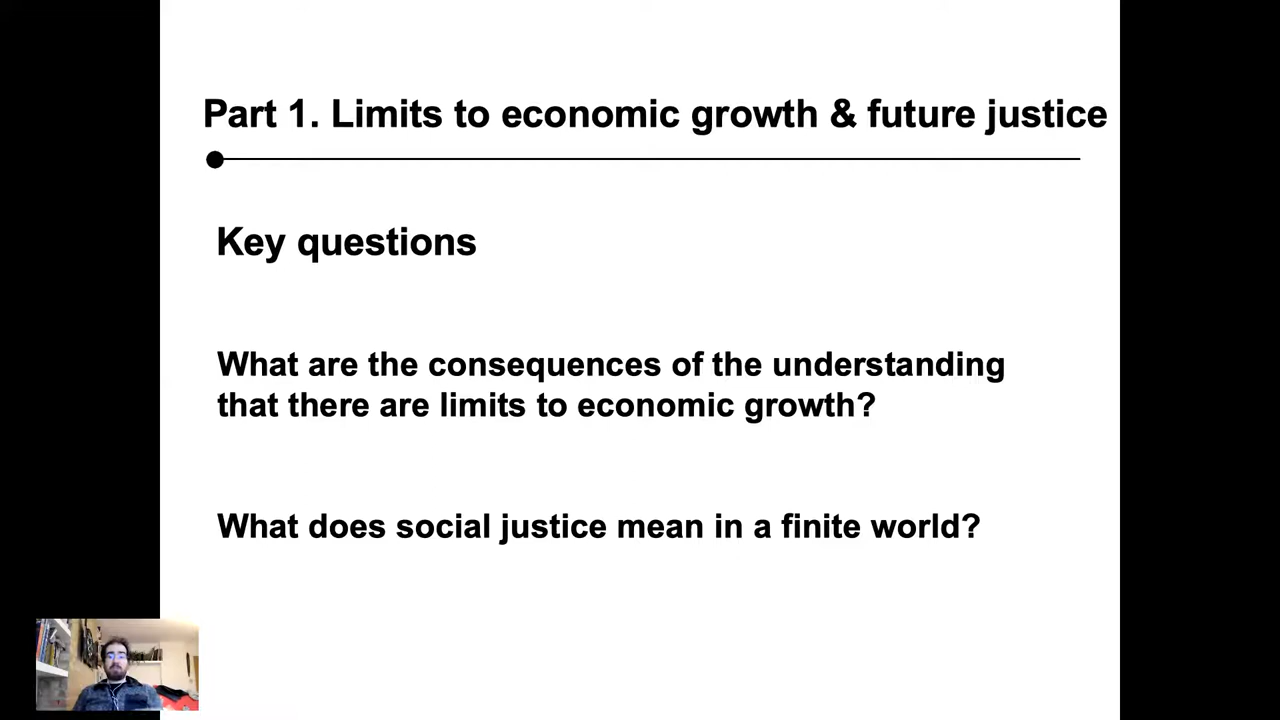 Part 1. Limits to economic growth & future justice
Key questions
What are the consequences of the understanding
that there are limits to economic growth?
What does social justice mean in a finite world?